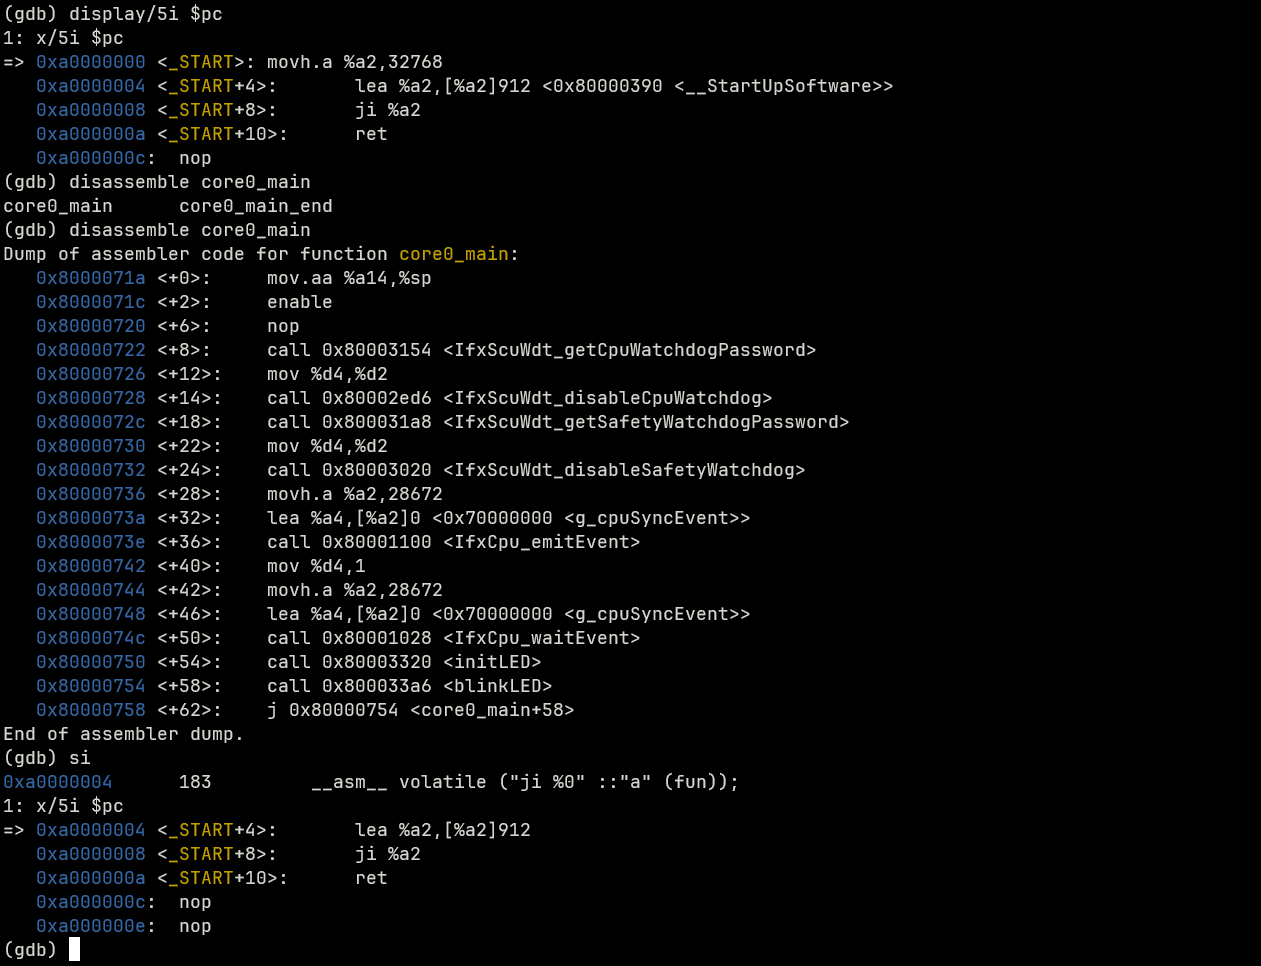 (gdb) display/5i $pc
1: x/5i $pc
=> 0xa0000000 <_START>: movh.a %a2,32768
   0xa0000004 <_START+4>:       lea %a2,[%a2]912 <0x80000390 <__StartUpSoftware>>
   0xa0000008 <_START+8>:       ji %a2
   0xa000000a <_START+10>:      ret
   0xa000000c:  nop
(gdb) disassemble core0_main
core0_main      core0_main_end
(gdb) disassemble core0_main
Dump of assembler code for function core0_main:
   0x8000071a <+0>:     mov.aa %a14,%sp
   0x8000071c <+2>:     enable
   0x80000720 <+6>:     nop
   0x80000722 <+8>:     call 0x80003154 <IfxScuWdt_getCpuWatchdogPassword>
   0x80000726 <+12>:    mov %d4,%d2
   0x80000728 <+14>:    call 0x80002ed6 <IfxScuWdt_disableCpuWatchdog>
   0x8000072c <+18>:    call 0x800031a8 <IfxScuWdt_getSafetyWatchdogPassword>
   0x80000730 <+22>:    mov %d4,%d2
   0x80000732 <+24>:    call 0x80003020 <IfxScuWdt_disableSafetyWatchdog>
   0x80000736 <+28>:    movh.a %a2,28672
   0x8000073a <+32>:    lea %a4,[%a2]0 <0x70000000 <g_cpuSyncEvent>>
   0x8000073e <+36>:    call 0x80001100 <IfxCpu_emitEvent>
   0x80000742 <+40>:    mov %d4,1
   0x80000744 <+42>:    movh.a %a2,28672
   0x80000748 <+46>:    lea %a4,[%a2]0 <0x70000000 <g_cpuSyncEvent>>
   0x8000074c <+50>:    call 0x80001028 <IfxCpu_waitEvent>
   0x80000750 <+54>:    call 0x80003320 <initLED>
   0x80000754 <+58>:    call 0x800033a6 <blinkLED>
   0x80000758 <+62>:    j 0x80000754 <core0_main+58>
End of assembler dump.
(gdb) si
0xa0000004      183         __asm__ volatile ("ji %0" ::"a" (fun));
1: x/5i $pc
=> 0xa0000004 <_START+4>:       lea %a2,[%a2]912
   0xa0000008 <_START+8>:       ji %a2
   0xa000000a <_START+10>:      ret
   0xa000000c:  nop
   0xa000000e:  nop
(gdb)